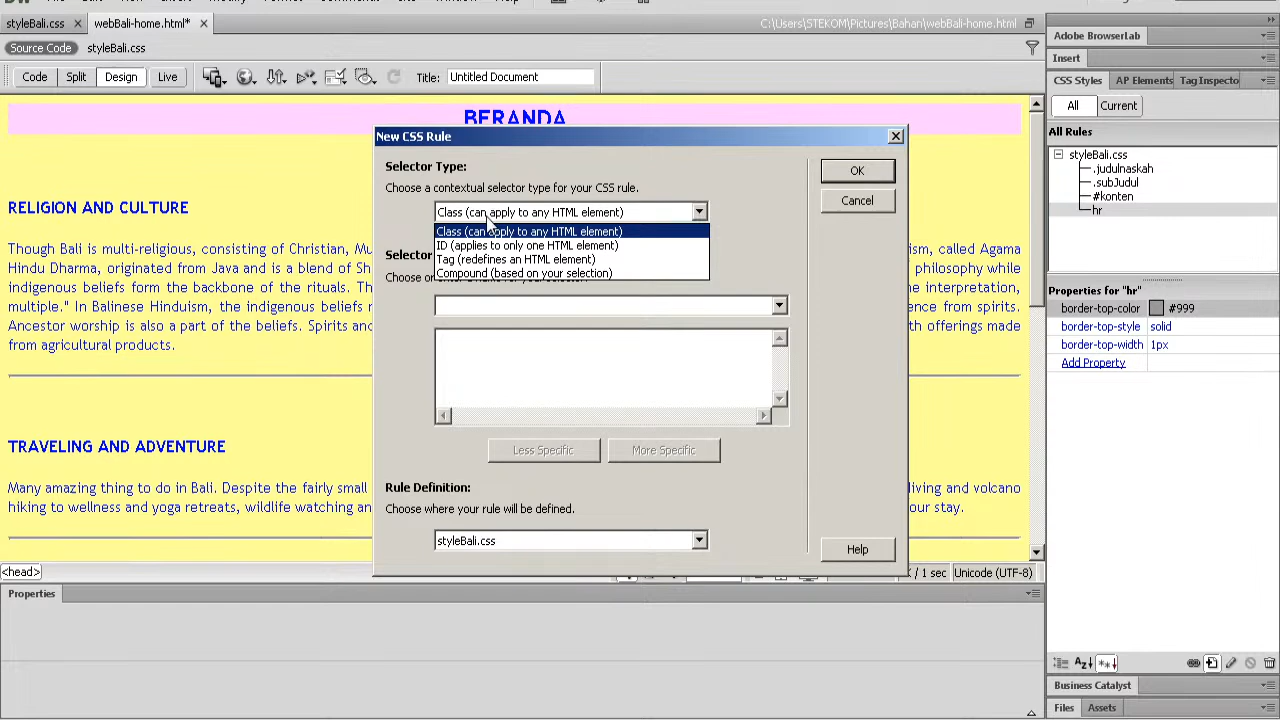 styleBali.css
webBali-home.html*
C:\Users\STEKOM\Pictures\Bahan\webBali-home.html
Source Code
styleBali.css
Code
Split
Design
Live
Title:
Untitled Document
BERANDA
RELIGION AND CULTURE
Though Bali is multi-religious, consisting of Christian, Mu
ism, called Agama
Hindu Dharma, originated from Java and is a blend of Sh
philosophy while
indigenous beliefs form the backbone of the rituals. Th
interpretation,
multiple." In Balinese Hinduism, the indigenous beliefs r
ence from spirits.
Ancestor worship is also a part of the beliefs. Spirits anc
th offerings made
from agricultural products.
TRAVELING AND ADVENTURE
Many amazing thing to do in Bali. Despite the fairly small
diving and volcano
hiking to wellness and yoga retreats, wildlife watching an
our stay.
New CSS Rule
Selector Type:
Choose a contextual selector type for your CSS rule.
Class (can apply to any HTML element)
Class (can apply to any HTML element)
ID (applies to only one HTML element)
Tag (redefines an HTML element)
Compound (based on your selection)
Selector
Less Specific
More Specific
Rule Definition:
Choose where your rule will be defined.
styleBali.css
OK
Cancel
Help
<head>
/ 1 sec
Unicode (UTF-8)
Properties
Adobe BrowserLab
Insert
CSS Styles
AP Elements
Tag Inspecto
All
Current
All Rules
styleBali.css
.judulnaskah
.subJudul
#konten
hr
Properties for "hr"
border-top-color
#999
border-top-style
solid
border-top-width
1px
Add Property
Business Catalyst
Files
Assets